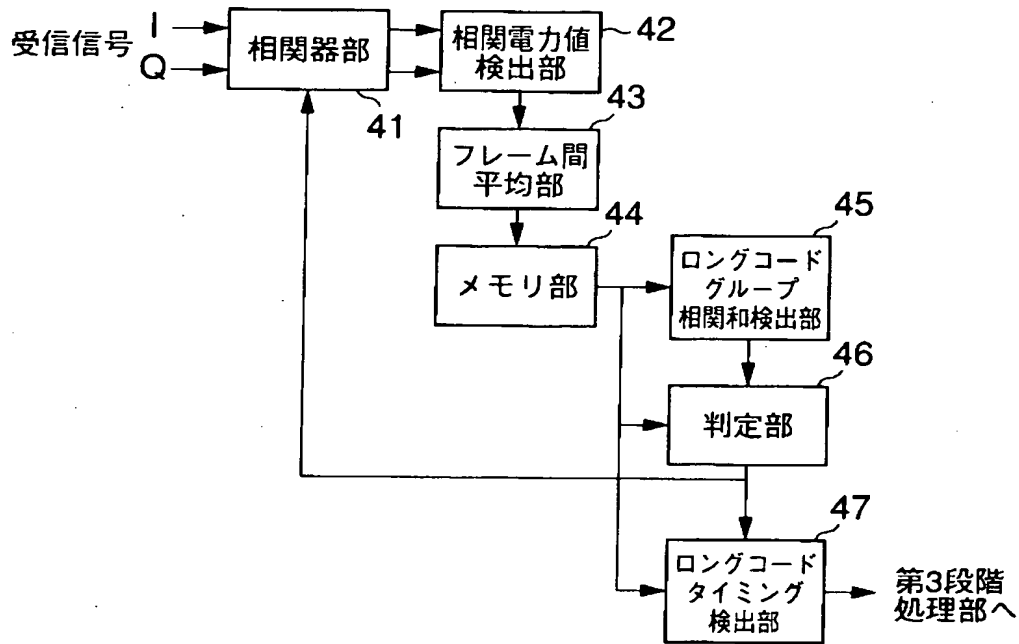 受信信号
I
Q
相関器部
41
相関電力値
検出部
42
フレーム間
平均部
43
メモリ部
44
ロングコード
グループ
相関和検出部
45
判定部
46
ロングコード
タイミング
検出部
47
第3段階
処理部へ